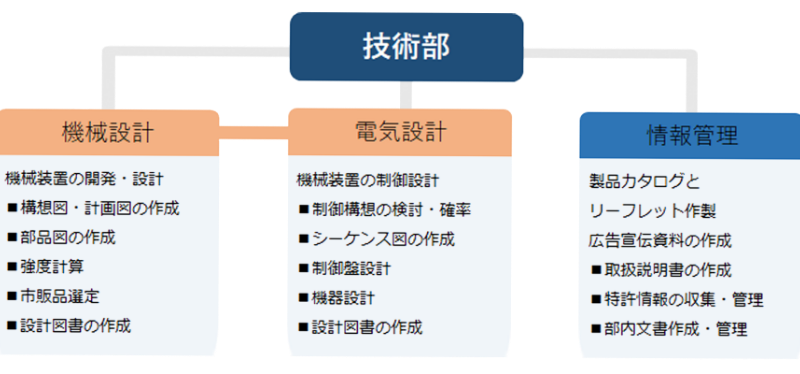 技術部
機械設計
機械装置の開発・設計
■構想図・計画図の作成
■部品図の作成
■強度計算
■市販品選定
■設計図書の作成
電気設計
機械装置の制御設計
■制御構想の検討・確率
■シーケンス図の作成
■制御盤設計
■機器設計
■設計図書の作成
情報管理
製品カタログと
リーフレット作製
広告宣伝資料の作成
■取扱説明書の作成
■特許情報の収集・管理
■部内文書作成・管理